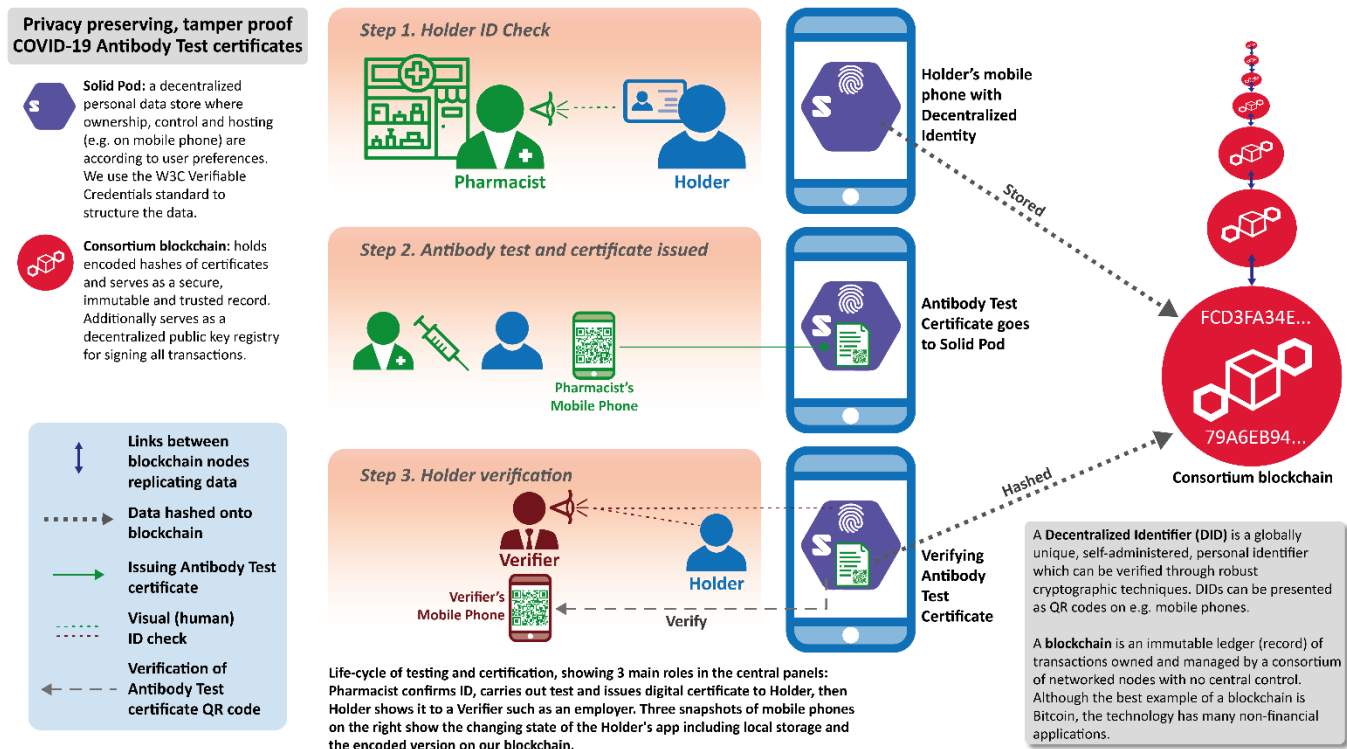 Privacy preserving, tamper proof
COVID-19 Antibody Test certificates
S
Solid Pod: a decentralized
personal data store where
ownership, control and hosting
(e.g. on mobile phone) are
according to user preferences.
We use the W3C Verifiable
Credentials standard to
structure the data.
Consortium blockchain: holds
encoded hashes of certificates
and serves as a secure,
immutable and trusted record.
Additionally serves as a
decentralized public key registry
for signing all transactions.
Links between
blockchain nodes
replicating data
Data hashed onto
blockchain
Issuing Antibody Test
certificate
Visual (human)
ID check
Verification of
Antibody Test
certificate QR code
Step 1. Holder ID Check
Pharmacist
Holder
S
Holder's mobile
phone with
Decentralized
Identity
Stored
Step 2. Antibody test and certificate issued
Pharmacist's
Mobile Phone
S
Antibody Test
Certificate goes
to Solid Pod
Step 3. Holder verification
Verifier
Holder
Verifier's
Mobile Phone
Verify
S
Verifying
Antibody
Test
Certificate
Hashed
FCD3FA34E...
79A6EB94...
Consortium blockchain
Life-cycle of testing and certification, showing 3 main roles in the central panels:
Pharmacist confirms ID, carries out test and issues digital certificate to Holder, then
Holder shows it to a Verifier such as an employer. Three snapshots of mobile phones
on the right show the changing state of the Holder's app including local storage and
the encoded version on our blockchain.
A Decentralized Identifier (DID) is a globally
unique, self-administered, personal identifier
which can be verified through robust
cryptographic techniques. DIDs can be presented
as QR codes on e.g. mobile phones.
A blockchain is an immutable ledger (record) of
transactions owned and managed by a consortium
of networked nodes with no central control.
Although the best example of a blockchain is
Bitcoin, the technology has many non-financial
applications.